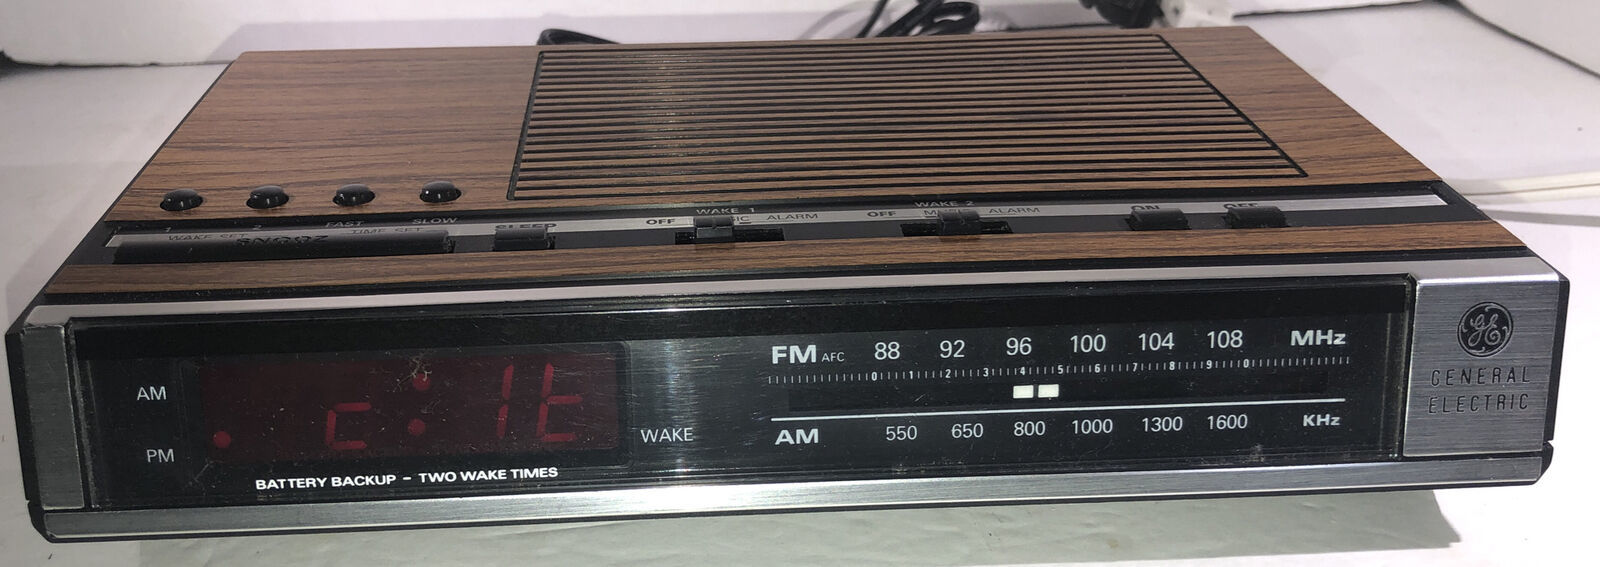 1 2 FAST SLOW
WAKE SET TIME SET
SNOOZ
SLEEP
WAKE 1
OFF ALARM
WAKE 2
OFF MUSIC ALARM
ON OFF
AM
PM
WAKE
BATTERY BACKUP – TWO WAKE TIMES
FM AFC 88 92 96 100 104 108 MHz
0 1 2 3 4 5 6 7 8 9 0
AM 550 650 800 1000 1300 1600 KHz
GE
GENERAL
ELECTRIC